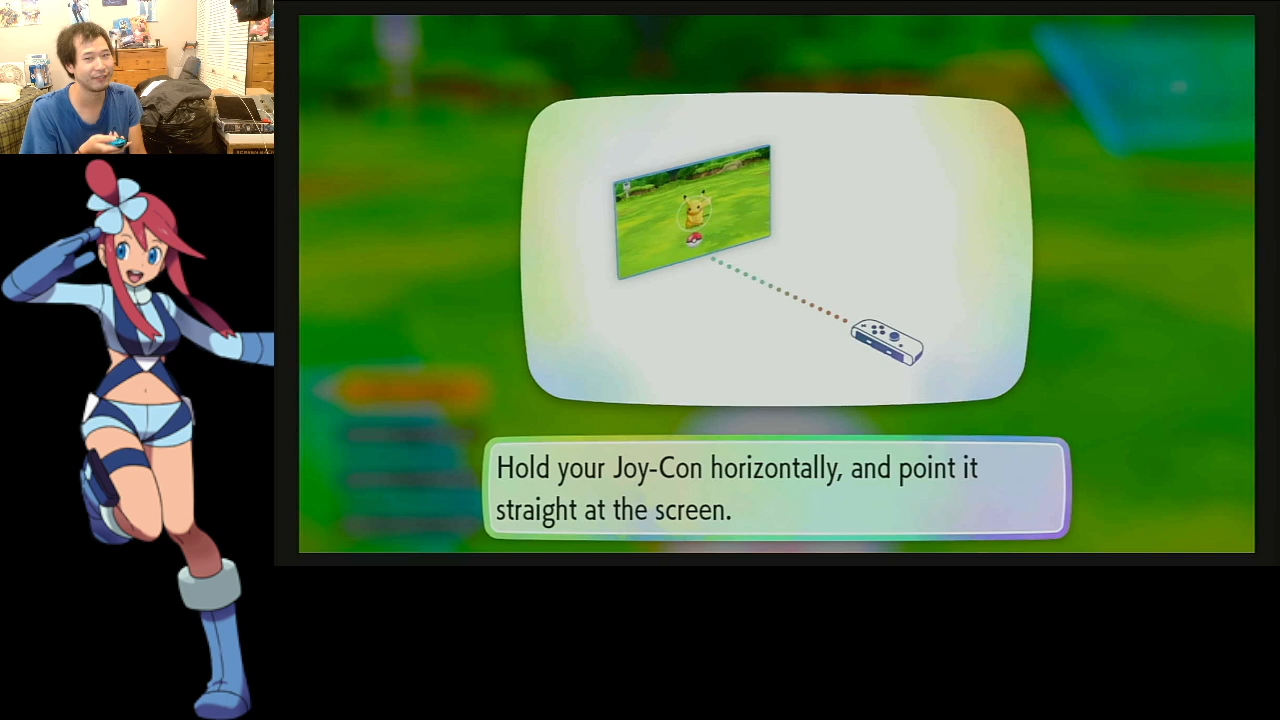 Hold your Joy-Con horizontally, and point it
straight at the screen.